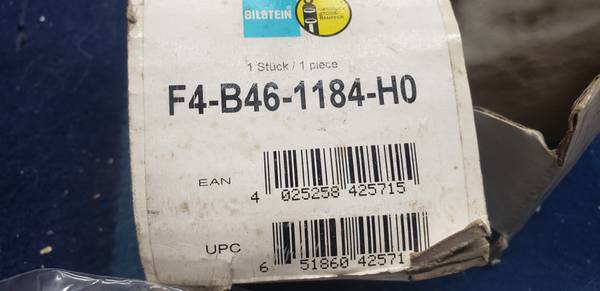 BILSTEIN
1 Stück / 1 piece
F4-B46-1184-H0
EAN
4 025258 425715
UPC
6 51860 42571